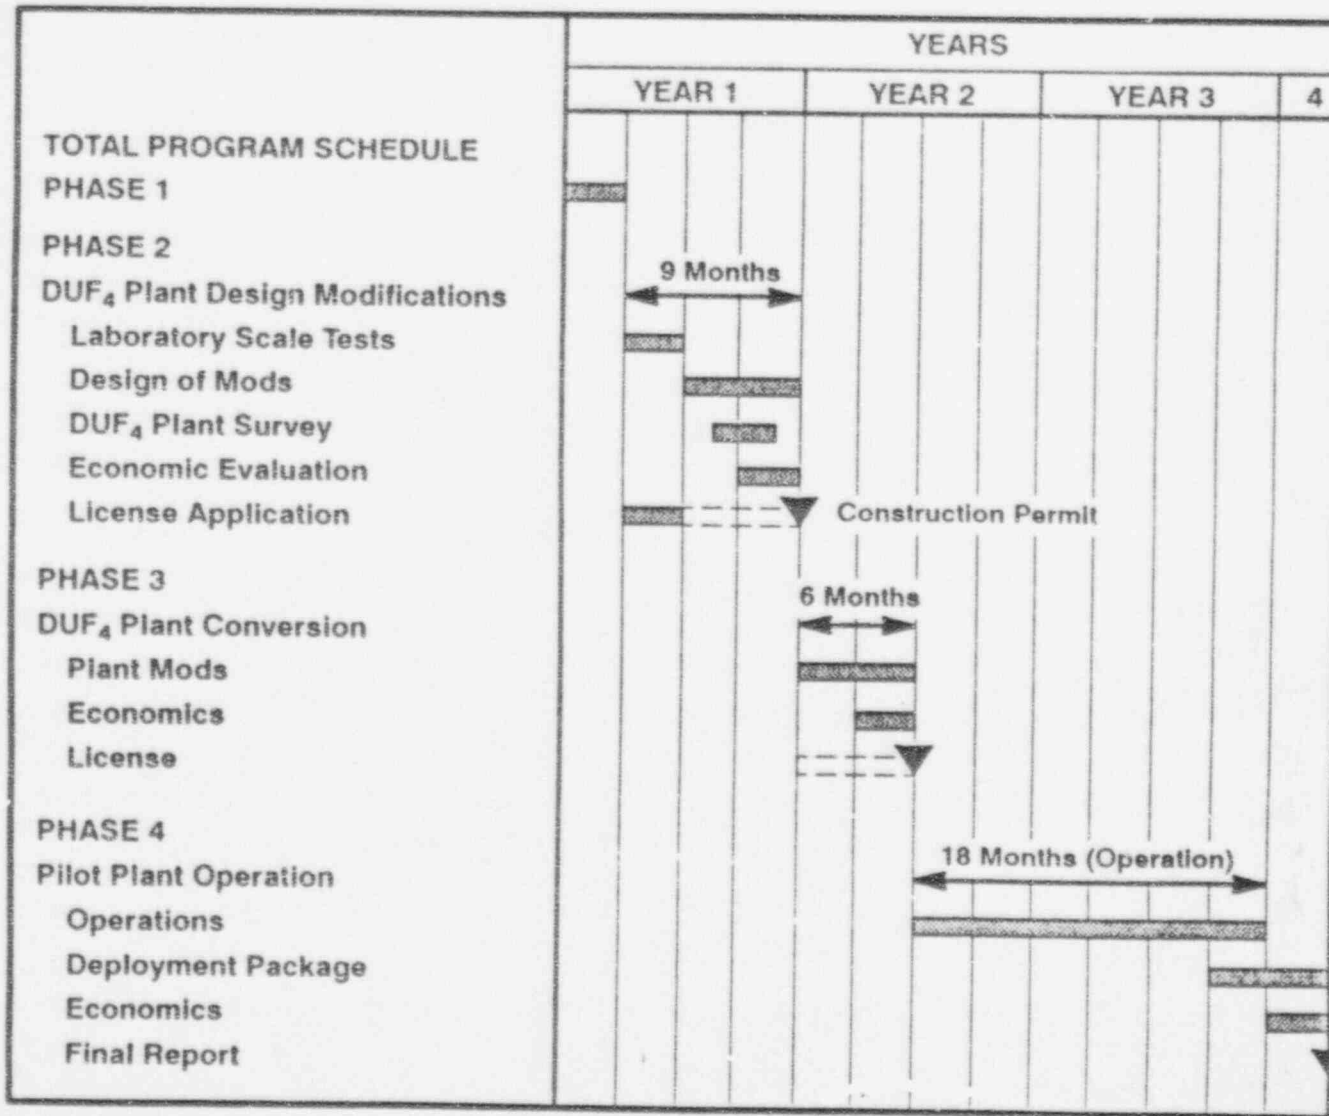 YEARS
YEAR 1 YEAR 2 YEAR 3 4
TOTAL PROGRAM SCHEDULE
PHASE 1
PHASE 2
9 Months
DUF₄ Plant Design Modifications
Laboratory Scale Tests
Design of Mods
DUF₄ Plant Survey
Economic Evaluation
License Application Construction Permit
PHASE 3
6 Months
DUF₄ Plant Conversion
Plant Mods
Economics
License
PHASE 4
18 Months (Operation)
Pilot Plant Operation
Operations
Deployment Package
Economics
Final Report